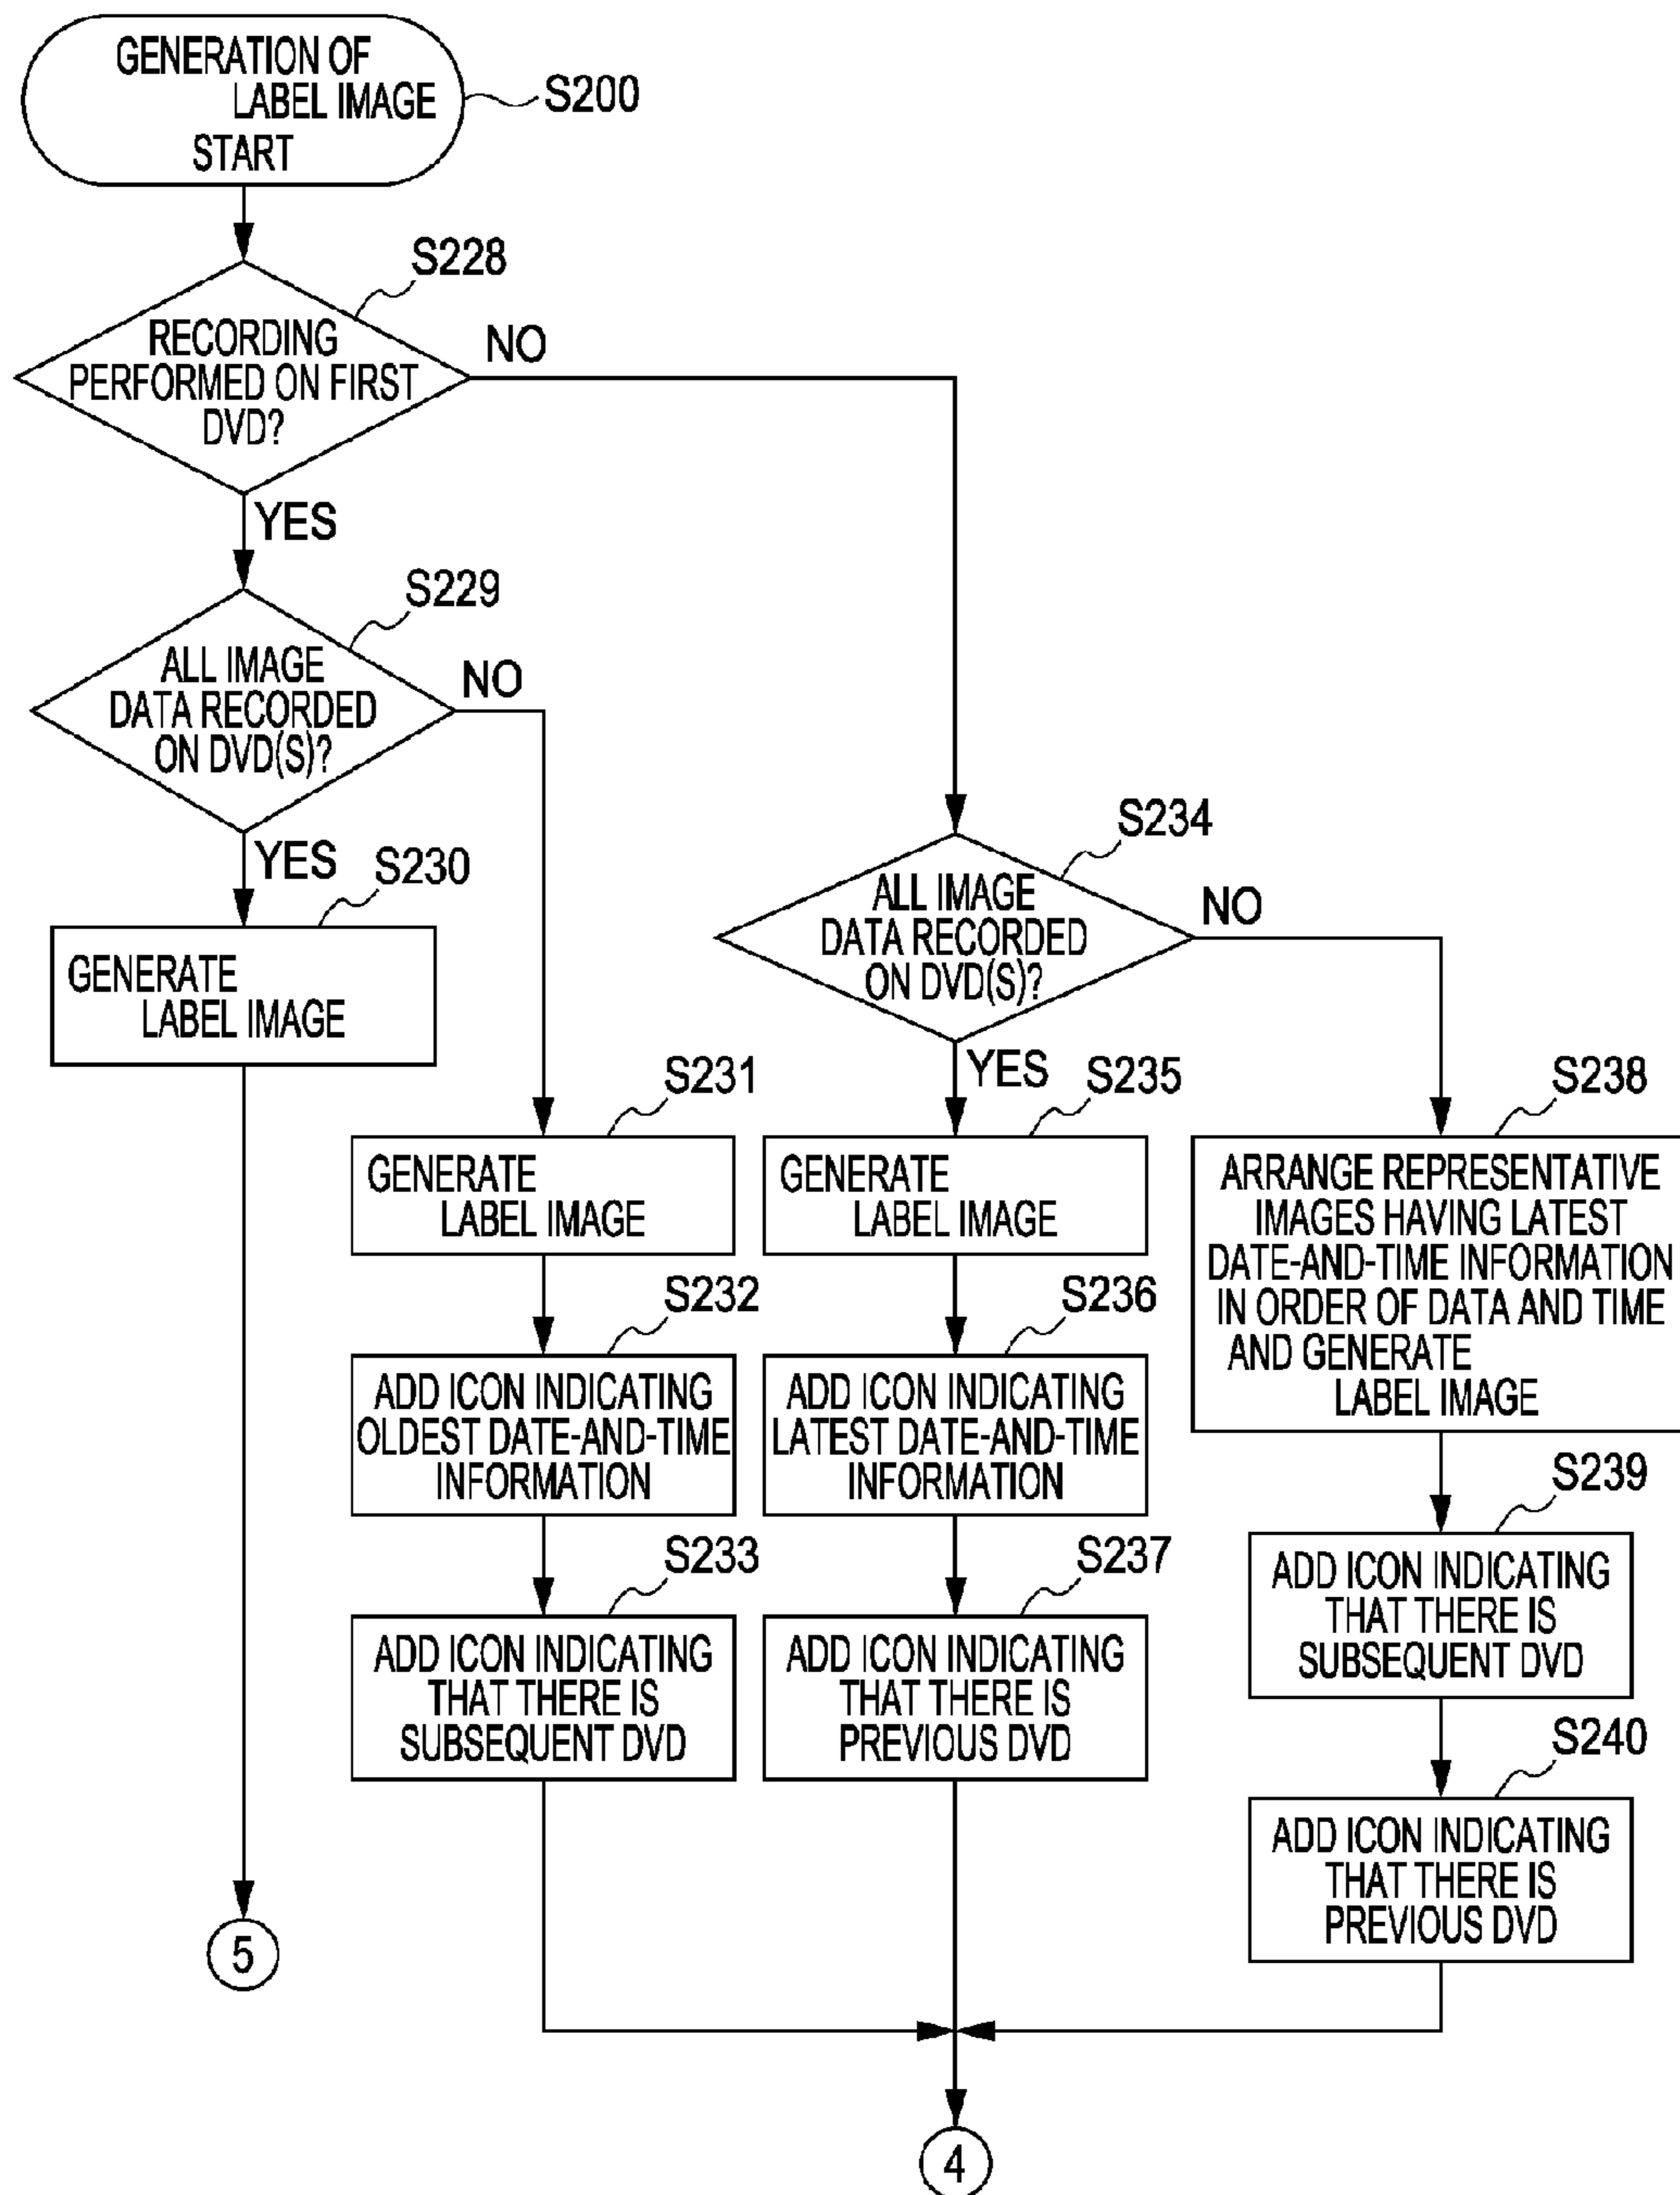 GENERATION OF
LABEL IMAGE
START
S200
S228
RECORDING
PERFORMED ON FIRST
DVD?
NO
YES
S229
ALL IMAGE
DATA RECORDED
ON DVD(S)?
NO
YES
S230
GENERATE
LABEL IMAGE
S231
GENERATE
LABEL IMAGE
S232
ADD ICON INDICATING
OLDEST DATE-AND-TIME
INFORMATION
S233
ADD ICON INDICATING
THAT THERE IS
SUBSEQUENT DVD
S234
ALL IMAGE
DATA RECORDED
ON DVD(S)?
NO
YES
S235
GENERATE
LABEL IMAGE
S236
ADD ICON INDICATING
LATEST DATE-AND-TIME
INFORMATION
S237
ADD ICON INDICATING
THAT THERE IS
PREVIOUS DVD
S238
ARRANGE REPRESENTATIVE
IMAGES HAVING LATEST
DATE-AND-TIME INFORMATION
IN ORDER OF DATA AND TIME
AND GENERATE
LABEL IMAGE
S239
ADD ICON INDICATING
THAT THERE IS
SUBSEQUENT DVD
S240
ADD ICON INDICATING
THAT THERE IS
PREVIOUS DVD
5
4